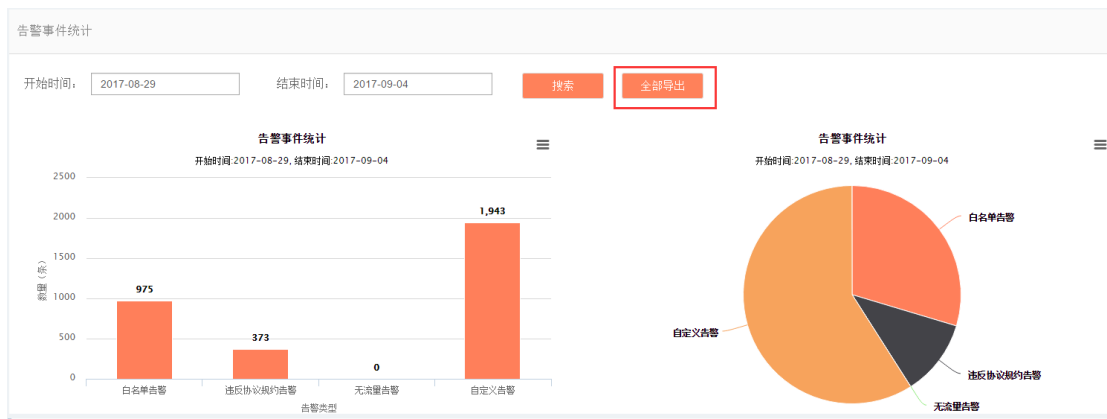 告警事件统计
开始时间： 2017-08-29 结束时间： 2017-09-04 搜索 全部导出
告警事件统计
开始时间:2017-08-29, 结束时间:2017-09-04
2500
2000
1500
1000
500
0
数量（条）
975
373
0
1,943
白名单告警 违反协议规约告警 无流量告警 自定义告警
告警类型
告警事件统计
开始时间:2017-08-29, 结束时间:2017-09-04
白名单告警
自定义告警
违反协议规约告警
无流量告警